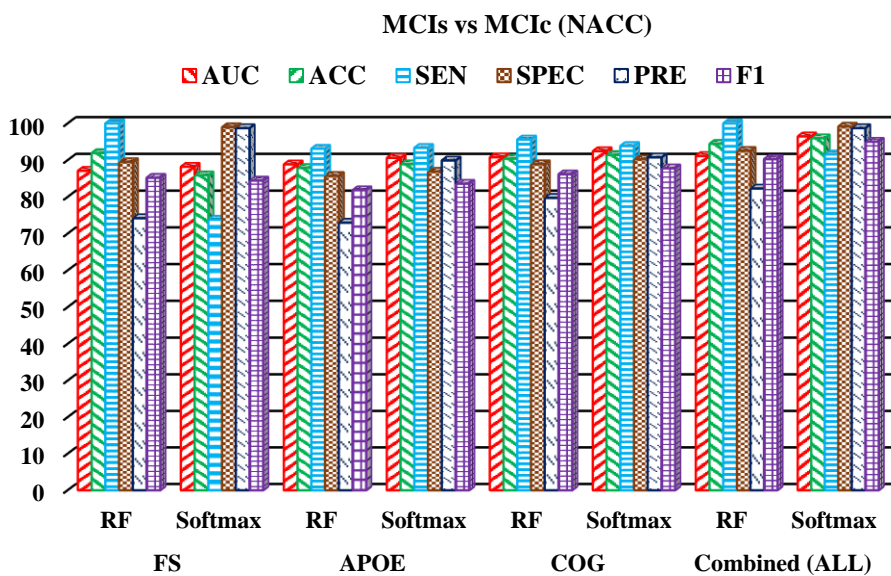 MCIs vs MCIc (NACC)
AUC ACC SEN SPEC PRE F1
100
90
80
70
60
50
40
30
20
10
0
RF Softmax RF Softmax RF Softmax RF Softmax
FS APOE COG Combined (ALL)